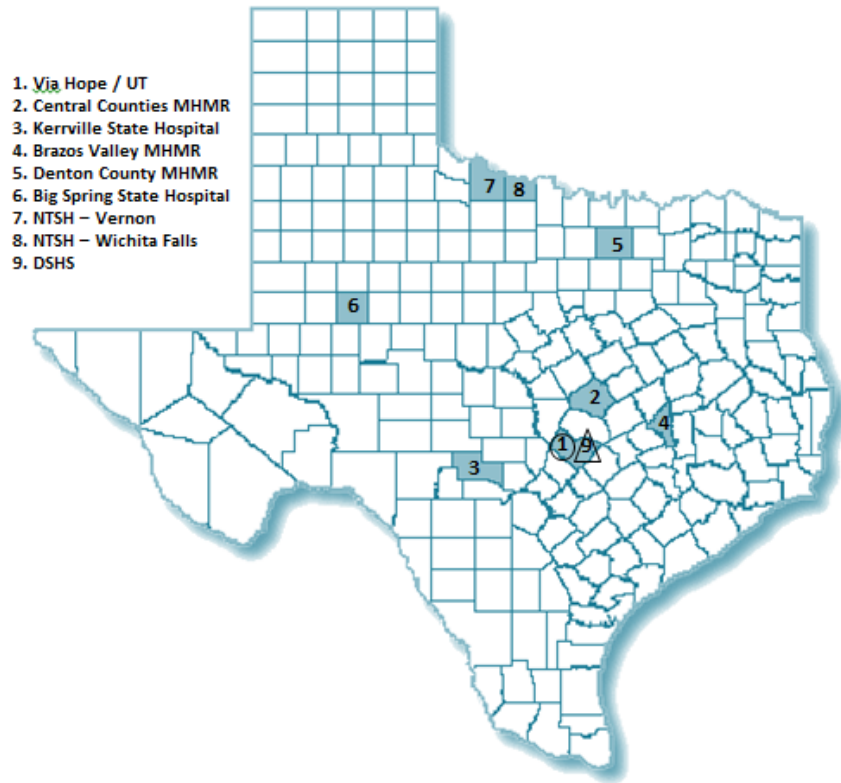 1. Via Hope / UT
2. Central Counties MHMR
3. Kerrville State Hospital
4. Brazos Valley MHMR
5. Denton County MHMR
6. Big Spring State Hospital
7. NTSH – Vernon
8. NTSH – Wichita Falls
9. DSHS
7 8
5
6
2
4
1 9
3